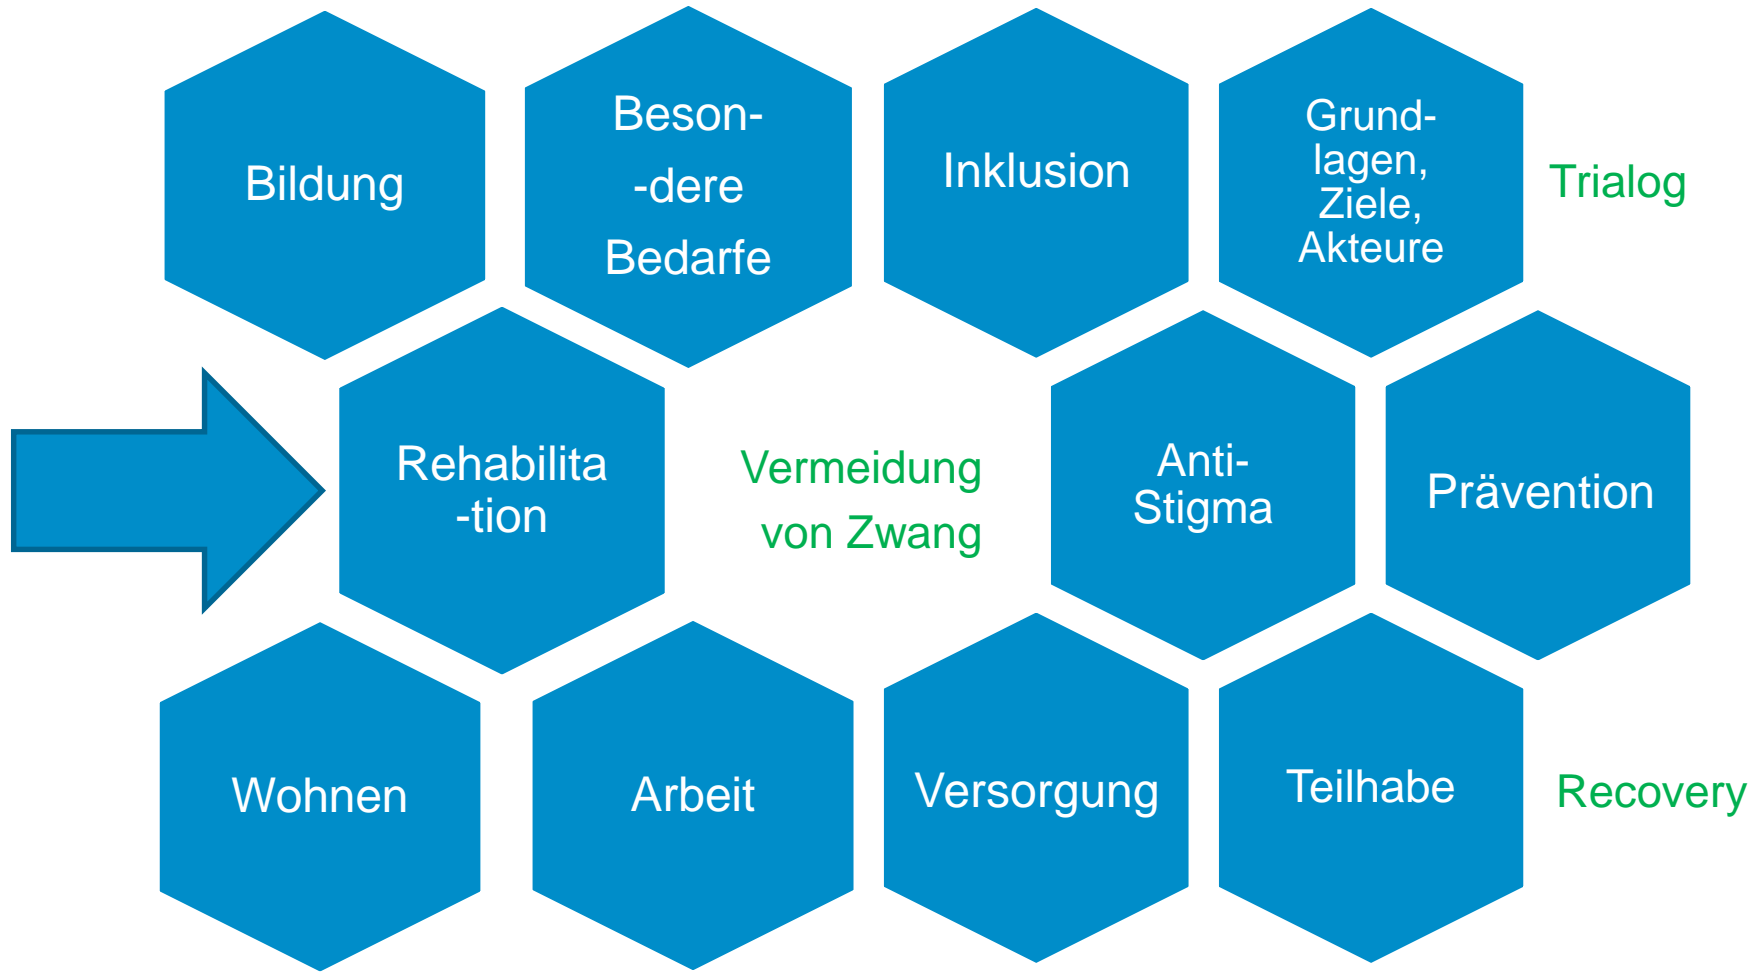 Bildung
Beson-
-dere
Bedarfe
Inklusion
Grund-
lagen,
Ziele,
Akteure
Trialog
Rehabilita
-tion
Vermeidung
von Zwang
Anti-
Stigma
Prävention
Wohnen
Arbeit
Versorgung
Teilhabe
Recovery